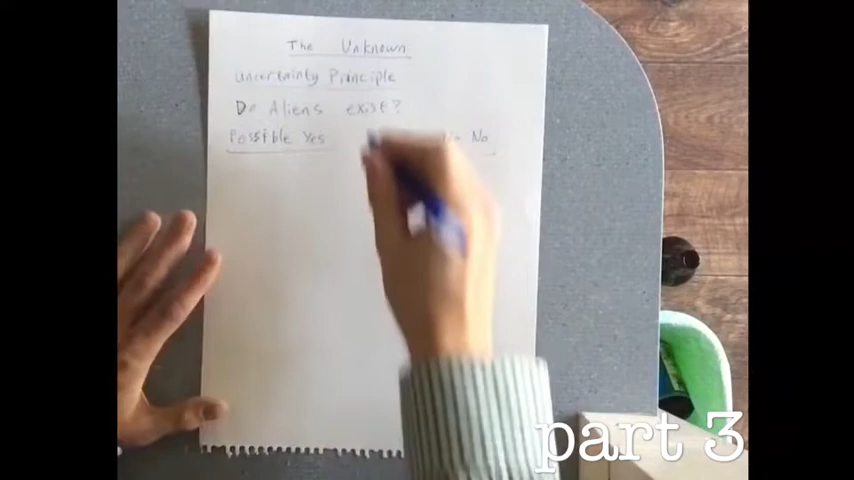 The Unknown
Uncertainty Principle
Do Aliens exist?
Possible Yes No
part 3